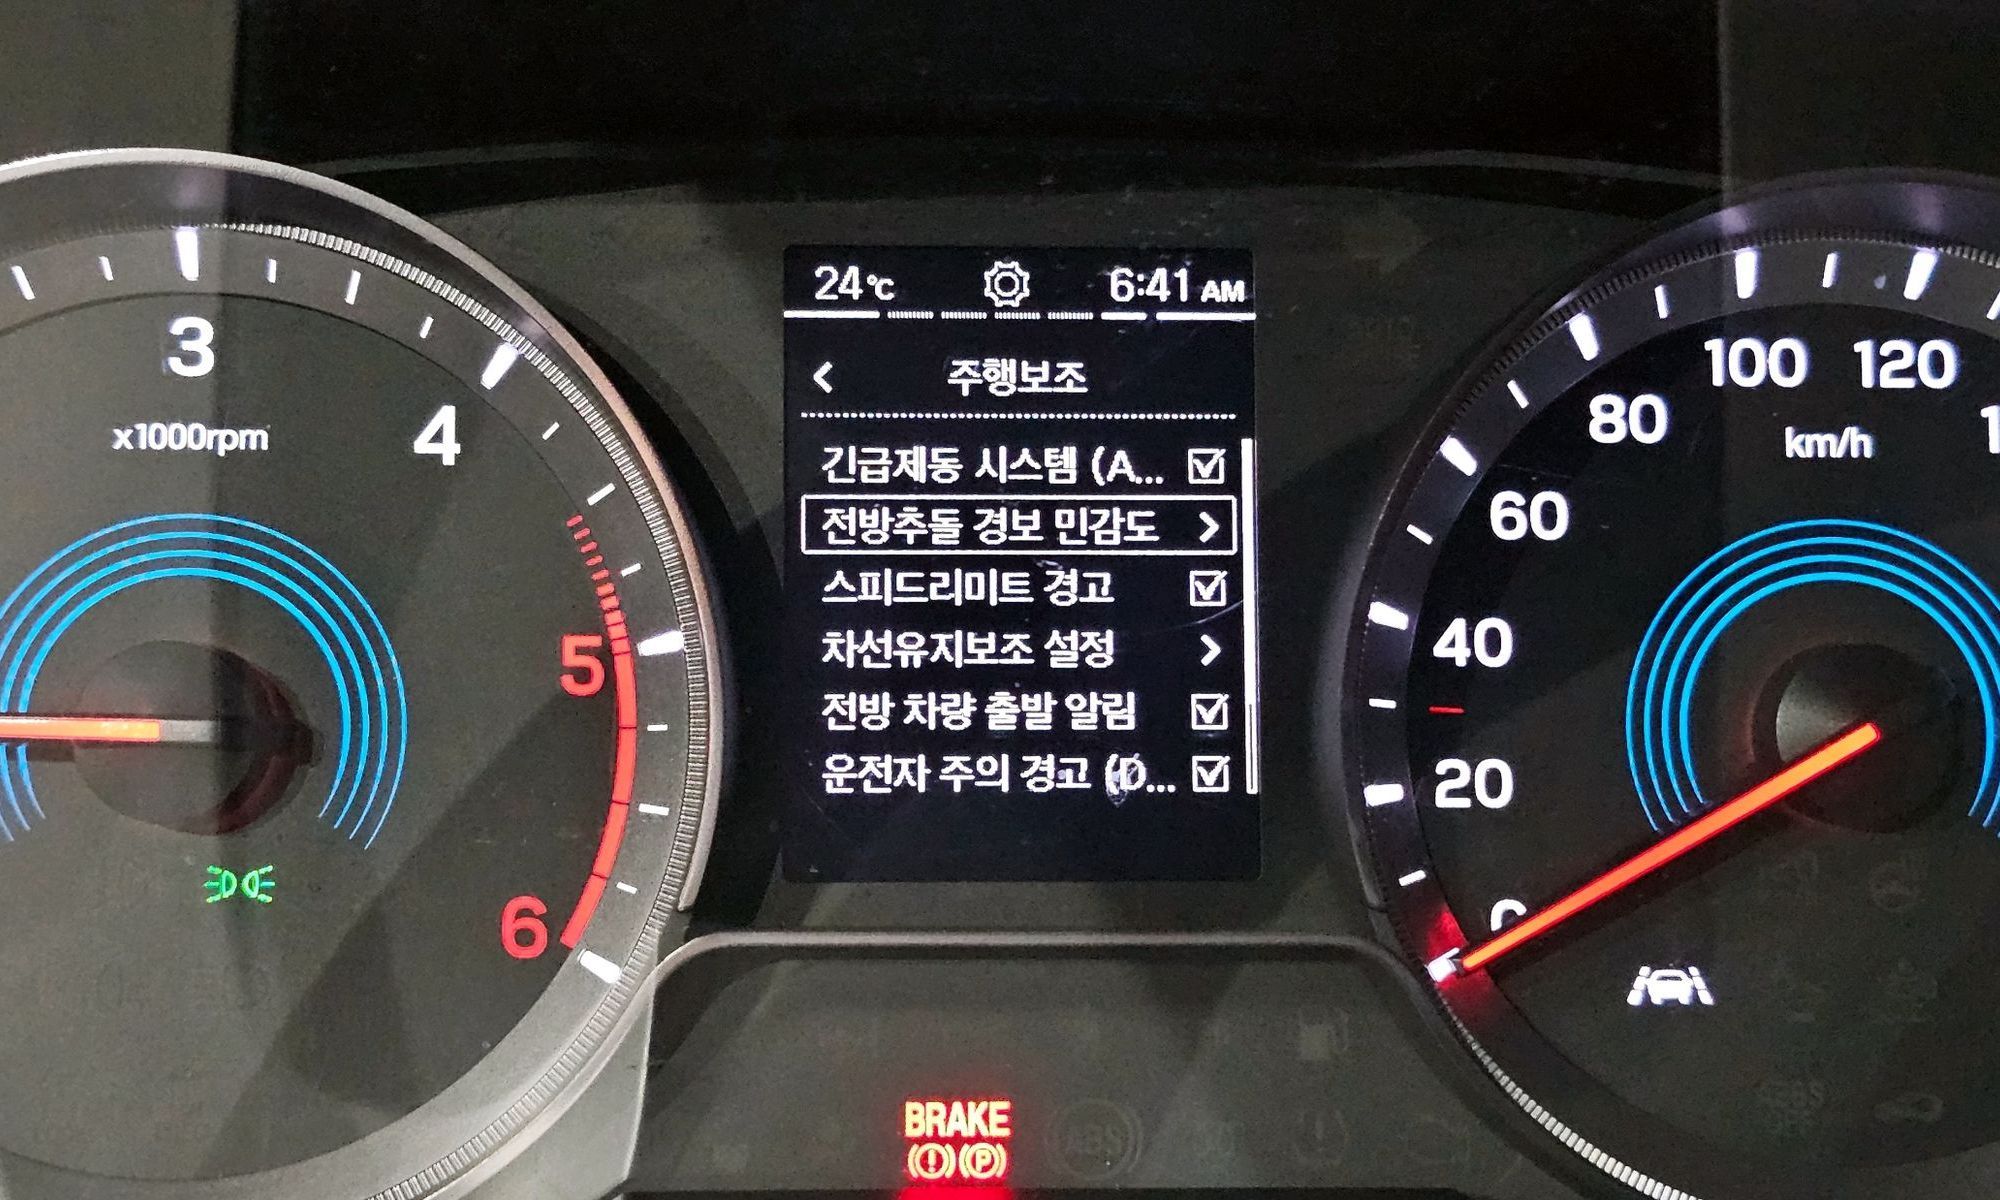 24℃ 6:41 AM
주행보조
긴급제동 시스템 (A...
전방추돌 경보 민감도
스피드리미트 경고
차선유지보조 설정
전방 차량 출발 알림
운전자 주의 경고 (D...
3
4
5
6
x1000rpm
0
20
40
60
80
100
120
km/h
BRAKE
(!) (P)
ABS